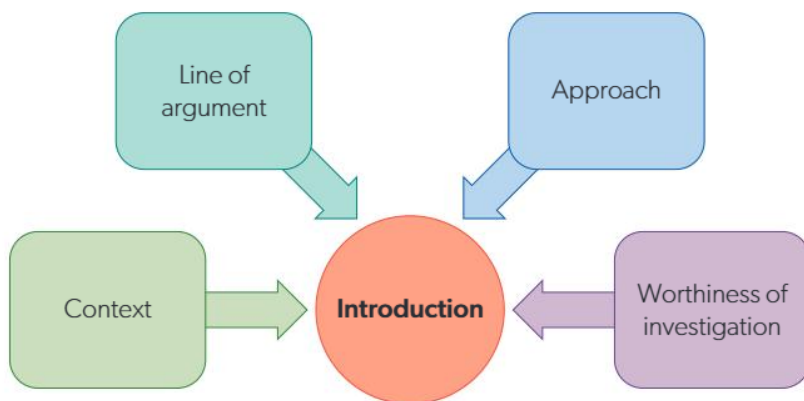 Line of
argument
Approach
Context
Introduction
Worthiness of
investigation